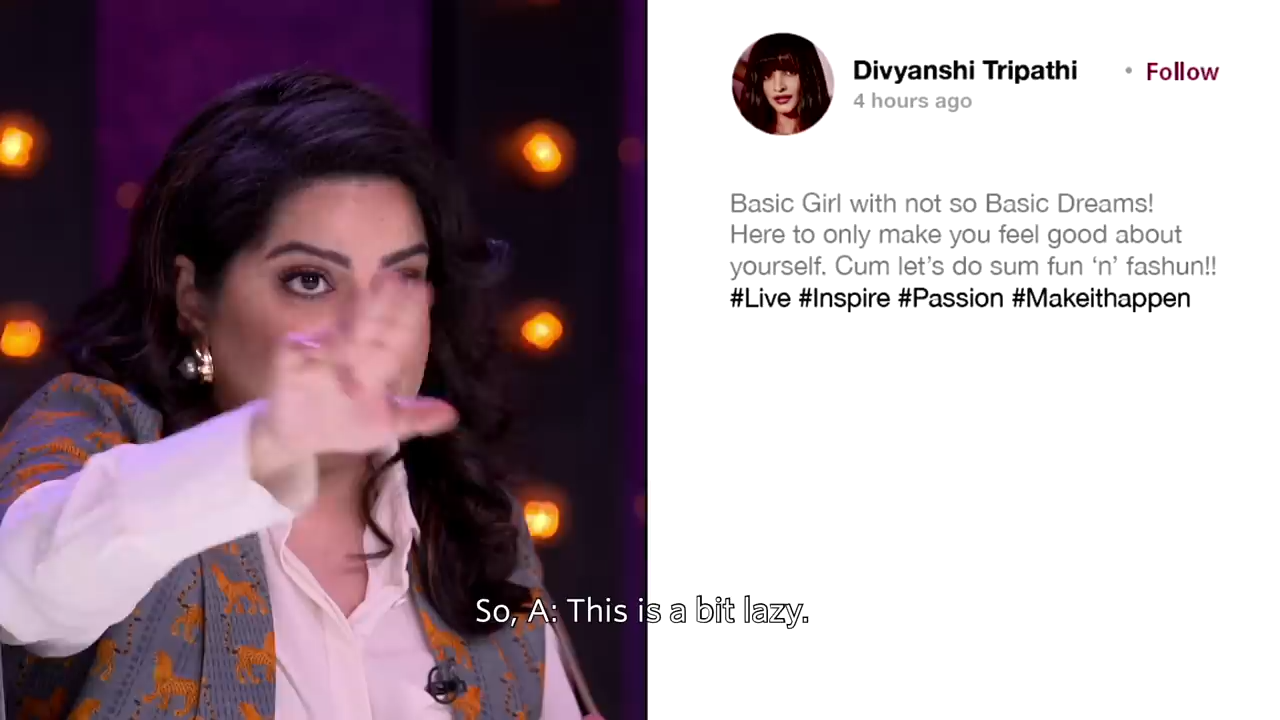 Divyanshi Tripathi • Follow
4 hours ago
Basic Girl with not so Basic Dreams!
Here to only make you feel good about
yourself. Cum let’s do sum fun ‘n’ fashun!!
#Live #Inspire #Passion #Makeithappen
So, A: This is a bit lazy.